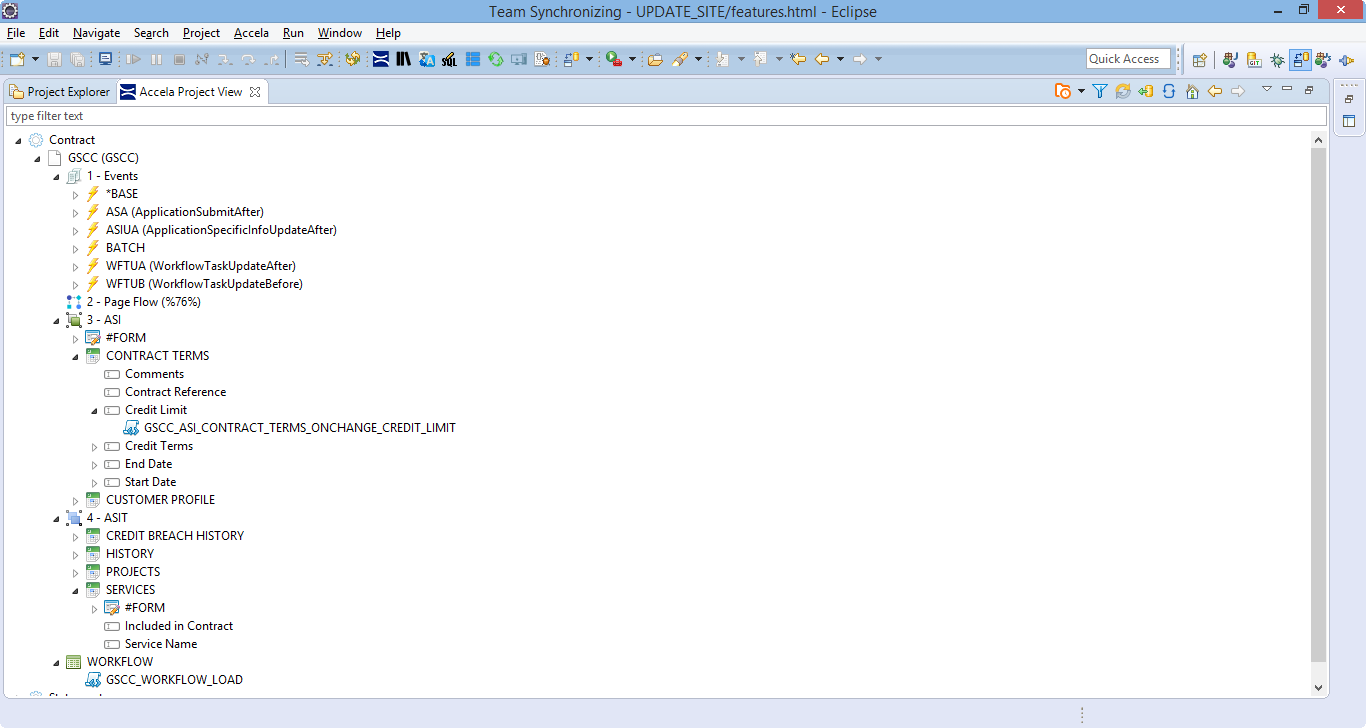 Team Synchronizing - UPDATE_SITE/features.html - Eclipse
File Edit Navigate Search Project Accela Run Window Help
Quick Access
Project Explorer Accela Project View
type filter text
Contract
GSCC (GSCC)
1 - Events
*BASE
ASA (ApplicationSubmitAfter)
ASIUA (ApplicationSpecificInfoUpdateAfter)
BATCH
WFTUA (WorkflowTaskUpdateAfter)
WFTUB (WorkflowTaskUpdateBefore)
2 - Page Flow (%76%)
3 - ASI
#FORM
CONTRACT TERMS
Comments
Contract Reference
Credit Limit
GSCC_ASI_CONTRACT_TERMS_ONCHANGE_CREDIT_LIMIT
Credit Terms
End Date
Start Date
CUSTOMER PROFILE
4 - ASIT
CREDIT BREACH HISTORY
HISTORY
PROJECTS
SERVICES
#FORM
Included in Contract
Service Name
WORKFLOW
GSCC_WORKFLOW_LOAD